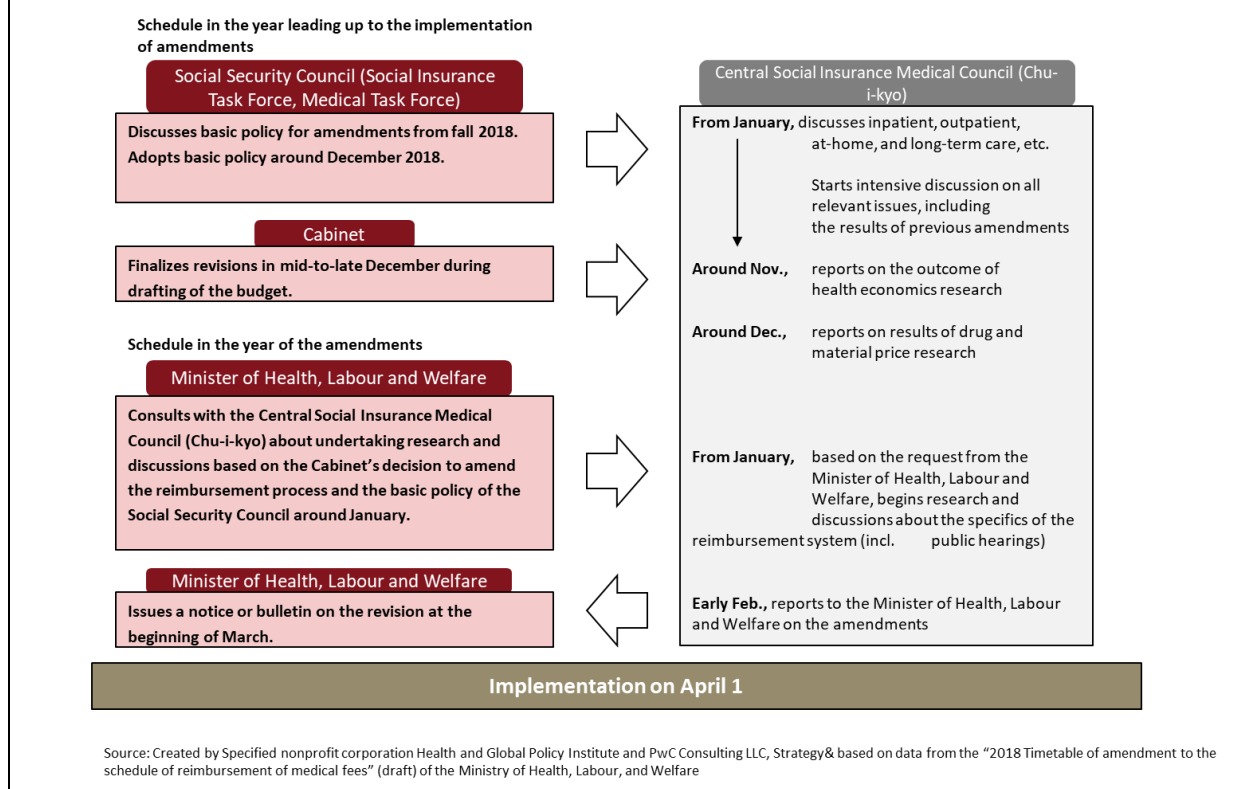 Schedule in the year leading up to the implementation
of amendments
Social Security Council (Social Insurance
Task Force, Medical Task Force)
Discusses basic policy for amendments from fall 2018.
Adopts basic policy around December 2018.
Cabinet
Finalizes revisions in mid-to-late December during
drafting of the budget.
Schedule in the year of the amendments
Minister of Health, Labour and Welfare
Consults with the Central Social Insurance Medical
Council (Chu-i-kyo) about undertaking research and
discussions based on the Cabinet’s decision to amend
the reimbursement process and the basic policy of the
Social Security Council around January.
Minister of Health, Labour and Welfare
Issues a notice or bulletin on the revision at the
beginning of March.
Central Social Insurance Medical Council (Chu-
i-kyo)
From January, discusses inpatient, outpatient,
at-home, and long-term care, etc.
Starts intensive discussion on all
relevant issues, including
the results of previous amendments
Around Nov., reports on the outcome of
health economics research
Around Dec., reports on results of drug and
material price research
From January, based on the request from the
Minister of Health, Labour and
Welfare, begins research and
discussions about the specifics of the
reimbursement system (incl. public hearings)
Early Feb., reports to the Minister of Health, Labour
and Welfare on the amendments
Implementation on April 1
Source: Created by Specified nonprofit corporation Health and Global Policy Institute and PwC Consulting LLC, Strategy& based on data from the “2018 Timetable of amendment to the
schedule of reimbursement of medical fees” (draft) of the Ministry of Health, Labour, and Welfare